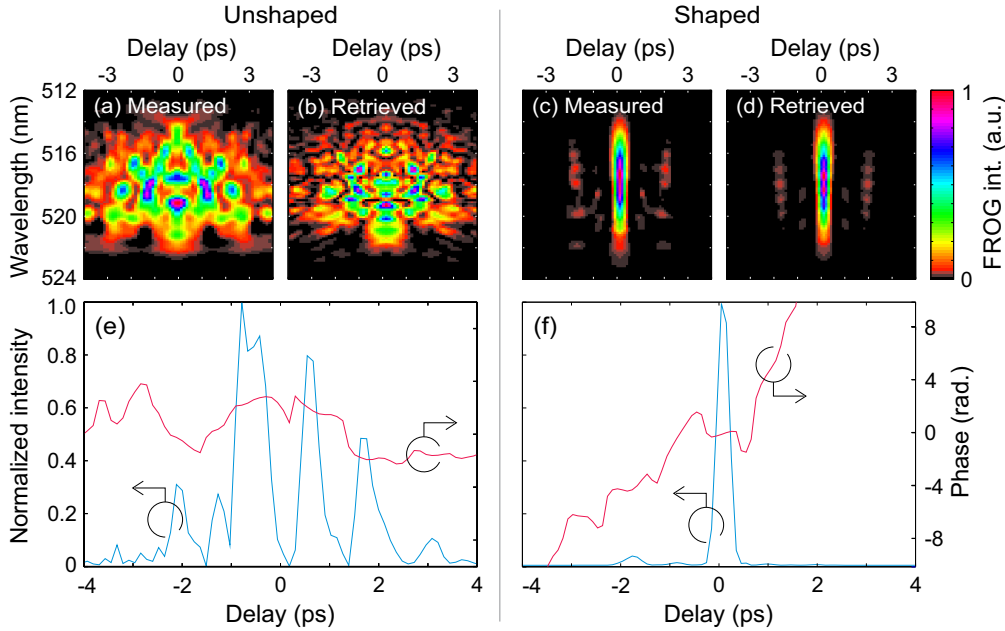 Unshaped
Shaped
Delay (ps)
Delay (ps)
Delay (ps)
Delay (ps)
-3 0 3
-3 0 3
-3 0 3
-3 0 3
Wavelength (nm)
512
516
520
524
(a) Measured
(b) Retrieved
(c) Measured
(d) Retrieved
1
0
FROG int. (a.u.)
Normalized intensity
1.0
0.8
0.6
0.4
0.2
0
(e)
-4 -2 0 2 4
Delay (ps)
(f)
-4 -2 0 2 4
Delay (ps)
8
4
0
-4
-8
Phase (rad.)